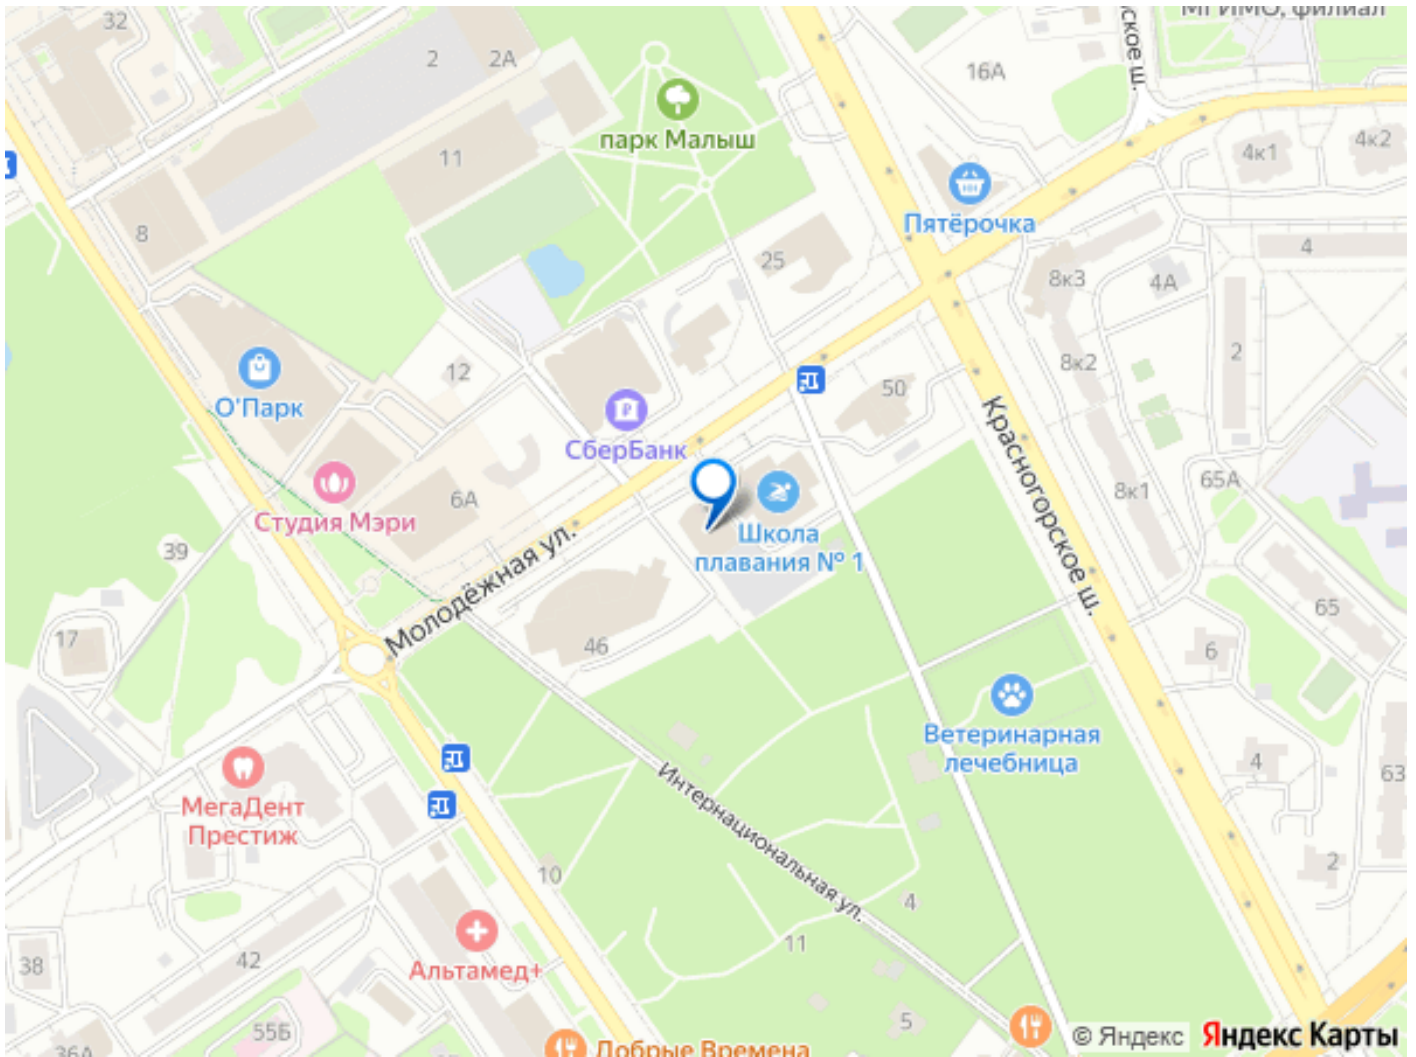 32
2
2А
МГИМО, филиал
ское ш.
16А
парк Малыш
11
4к1
4к2
Пятёрочка
8
25
4
8к3
4А
О'Парк
12
50
8к2
2
СберБанк
Красногорское ш.
Студия Мэри
6А
8к1
65А
Школа
плавания № 1
39
Молодёжная ул.
17
46
65
6
Ветеринарная
лечебница
4
63
МегаДент
Престиж
Интернациональная ул.
10
2
4
11
38
42
Альтамед+
5
55Б
36А
Добрые Времена
© Яндекс
Яндекс Карты